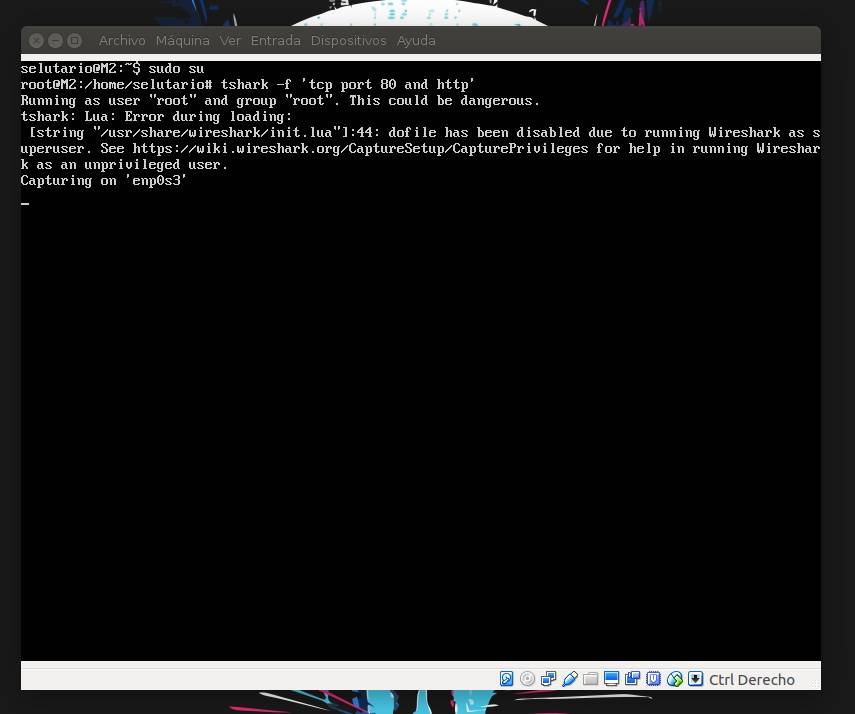 Archivo Máquina Ver Entrada Dispositivos Ayuda
selutario@M2:~$ sudo su
root@M2:/home/selutario# tshark -f 'tcp port 80 and http'
Running as user "root" and group "root". This could be dangerous.
tshark: Lua: Error during loading:
 [string "/usr/share/wireshark/init.lua"]:44: dofile has been disabled due to running Wireshark as s
uperuser. See https://wiki.wireshark.org/CaptureSetup/CapturePrivileges for help in running Wireshar
k as an unprivileged user.
Capturing on 'enp0s3'
Ctrl Derecho